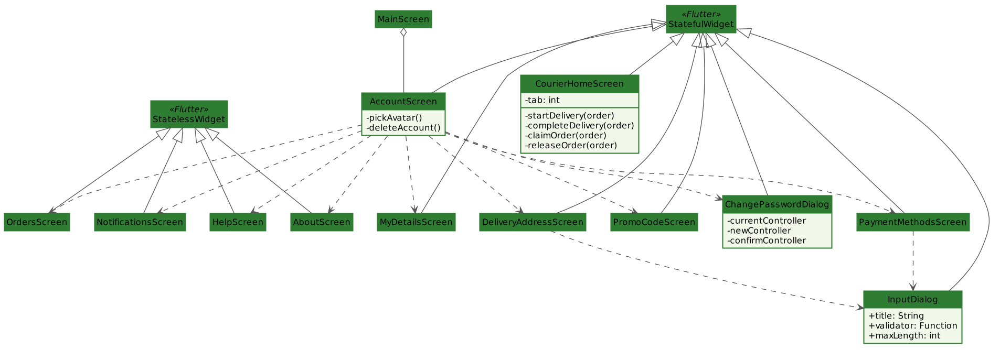 MainScreen
«Flutter»
StatefulWidget
CourierHomeScreen
-tab: int
-startDelivery(order)
-completeDelivery(order)
-claimOrder(order)
-releaseOrder(order)
AccountScreen
-pickAvatar()
-deleteAccount()
«Flutter»
StatelessWidget
OrdersScreen
NotificationsScreen
HelpScreen
AboutScreen
MyDetailsScreen
DeliveryAddressScreen
PromoCodeScreen
ChangePasswordDialog
-currentController
-newController
-confirmController
PaymentMethodsScreen
InputDialog
+title: String
+validator: Function
+maxLength: int